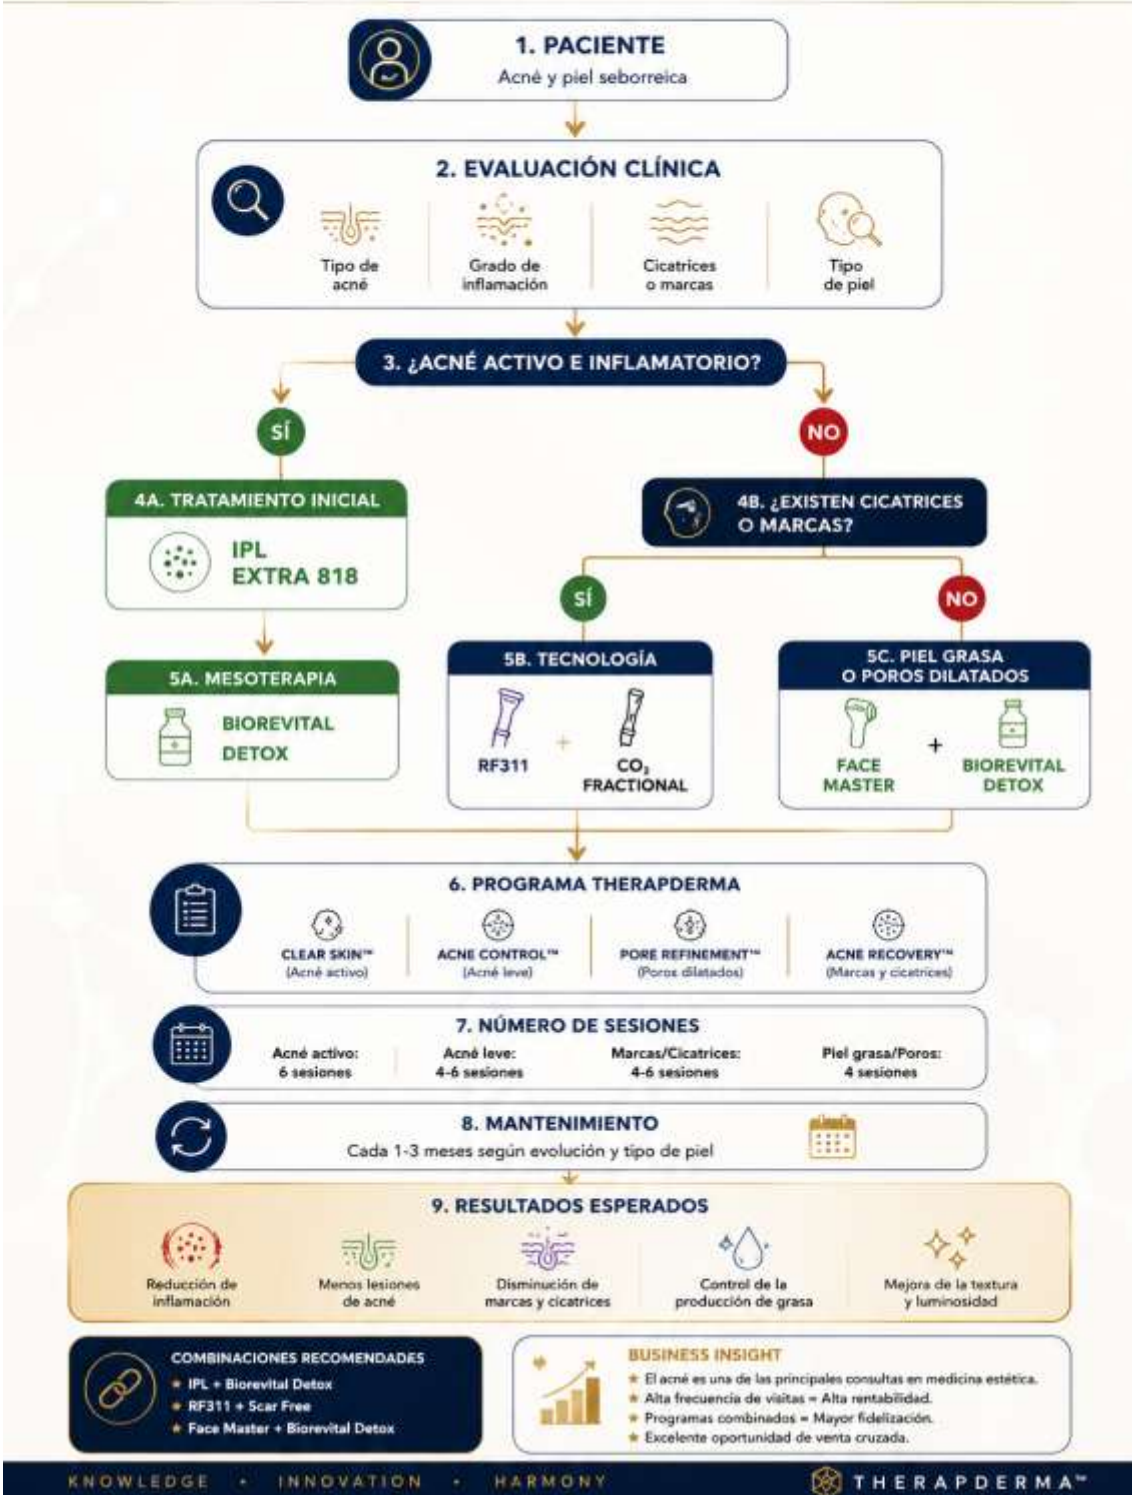 1. PACIENTE
Acné y piel seborreica
2. EVALUACIÓN CLÍNICA
Tipo de
acné
Grado de
inflamación
Cicatrices
o marcas
Tipo
de piel
3. ¿ACNÉ ACTIVO E INFLAMATORIO?
SÍ
NO
4A. TRATAMIENTO INICIAL
IPL
EXTRA 818
4B. ¿EXISTEN CICATRICES
O MARCAS?
SÍ
NO
5A. MESOTERAPIA
BIOREVITAL
DETOX
5B. TECNOLOGÍA
RF311
+
CO₂
FRACTIONAL
5C. PIEL GRASA
O POROS DILATADOS
FACE
MASTER
+
BIOREVITAL
DETOX
6. PROGRAMA THERAPDERMA
CLEAR SKIN™
(Acné activo)
ACNE CONTROL™
(Acné leve)
PORE REFINEMENT™
(Poros dilatados)
ACNE RECOVERY™
(Marcas y cicatrices)
7. NÚMERO DE SESIONES
Acné activo:
6 sesiones
Acné leve:
4-6 sesiones
Marcas/Cicatrices:
4-6 sesiones
Piel grasa/Poros:
4 sesiones
8. MANTENIMIENTO
Cada 1-3 meses según evolución y tipo de piel
9. RESULTADOS ESPERADOS
Reducción de
inflamación
Menos lesiones
de acné
Disminución de
marcas y cicatrices
Control de la
producción de grasa
Mejora de la textura
y luminosidad
COMBINACIONES RECOMENDADAS
★ IPL + Biorevital Detox
★ RF311 + Scar Free
★ Face Master + Biorevital Detox
BUSINESS INSIGHT
★ El acné es una de las principales consultas en medicina estética.
★ Alta frecuencia de visitas = Alta rentabilidad.
★ Programas combinados = Mayor fidelización.
★ Excelente oportunidad de venta cruzada.
KNOWLEDGE • INNOVATION • HARMONY
THERAPDERMA™